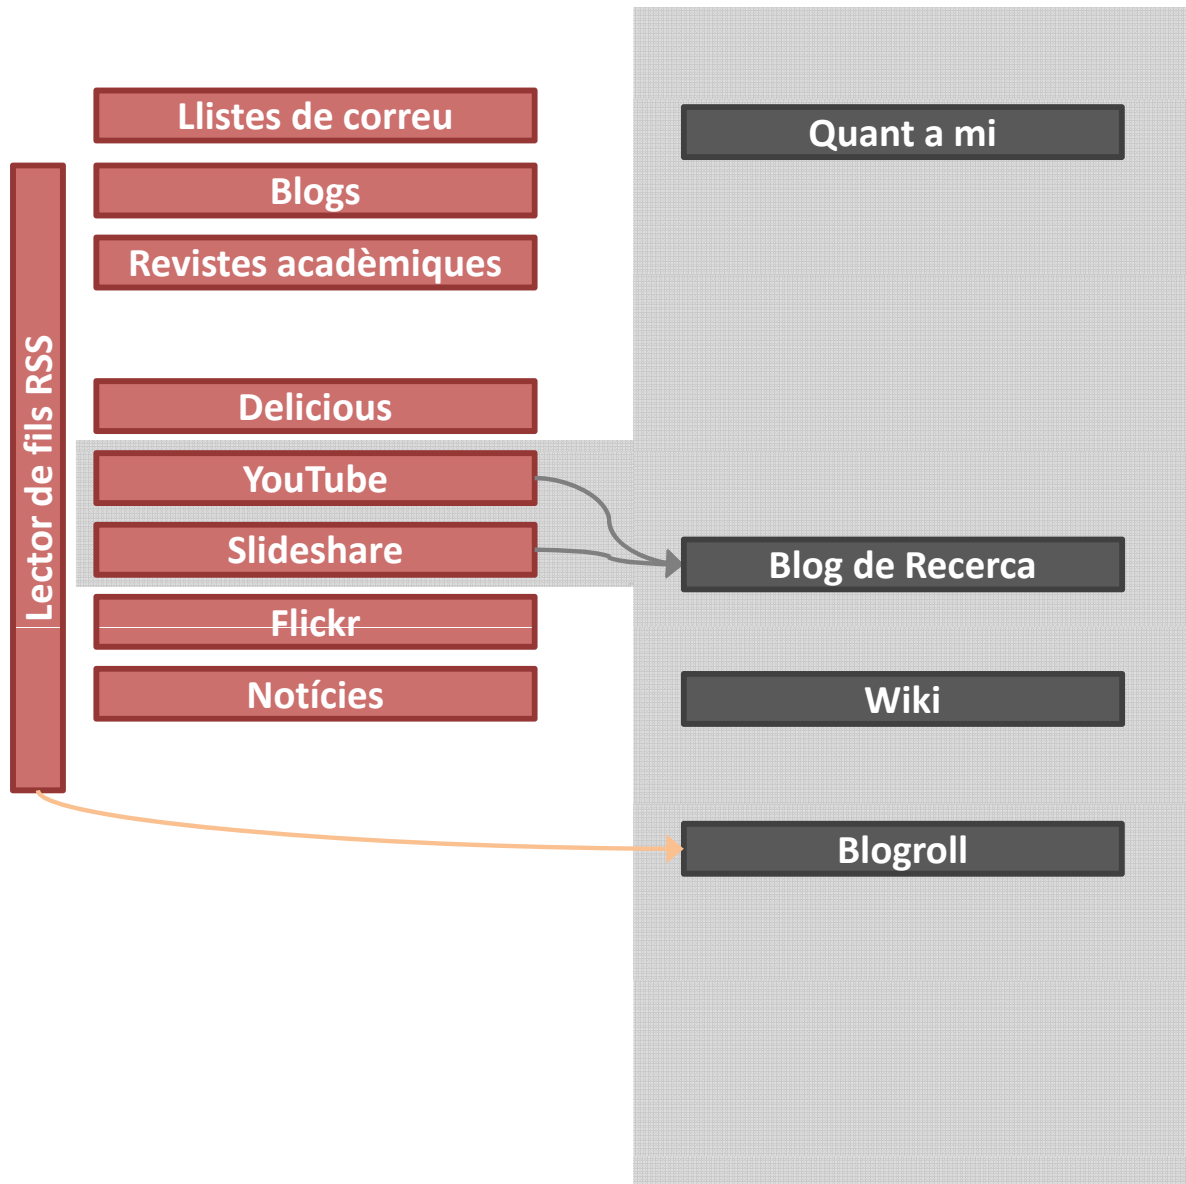 Llistes de correu
Blogs
Revistes acadèmiques
Lector de fils RSS
Delicious
YouTube
Slideshare
Flickr
Notícies
Quant a mi
Blog de Recerca
Wiki
Blogroll